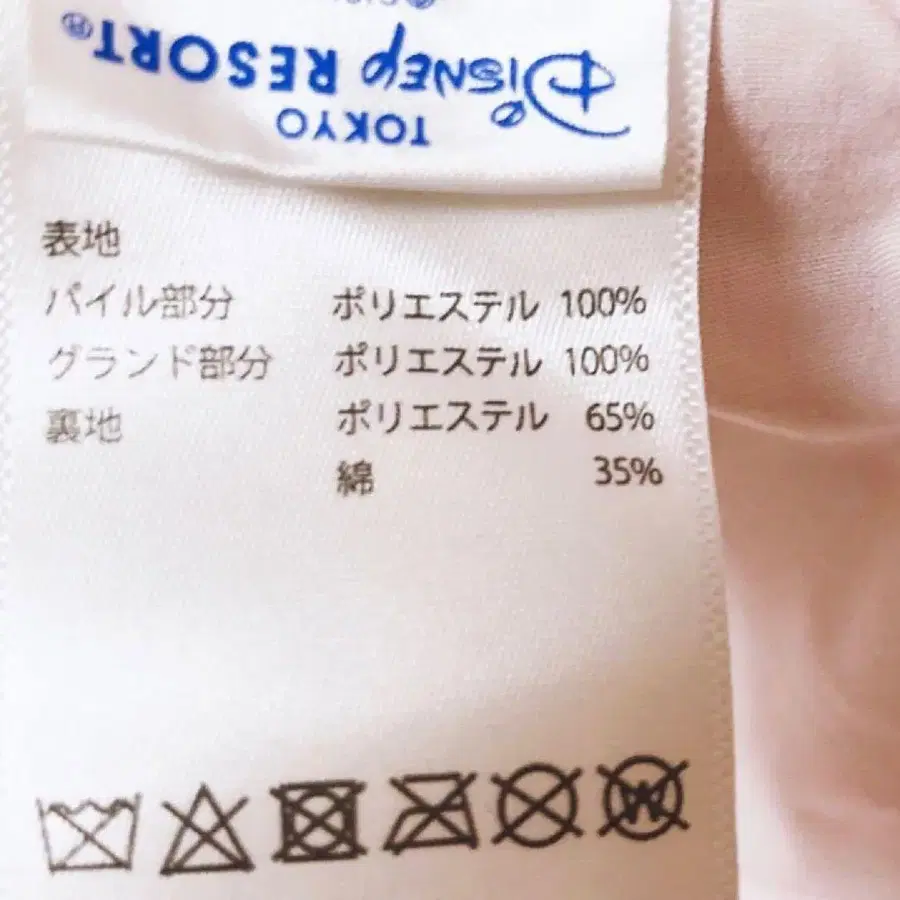 TOKYO
DISNEY RESORT®
表地
パイル部分 ポリエステル 100%
グランド部分 ポリエステル 100%
裏地 ポリエステル 65%
綿 35%
W